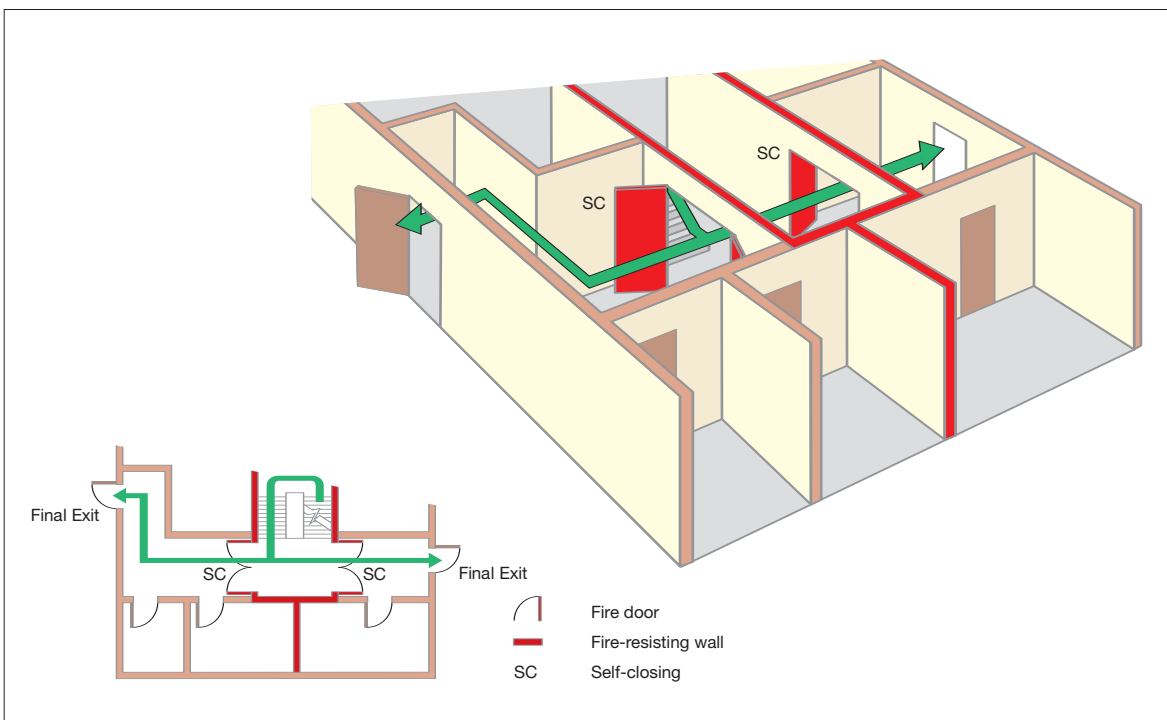 SC
SC
Final Exit
SC
SC
Final Exit
Fire door
Fire-resisting wall
SC
Self-closing